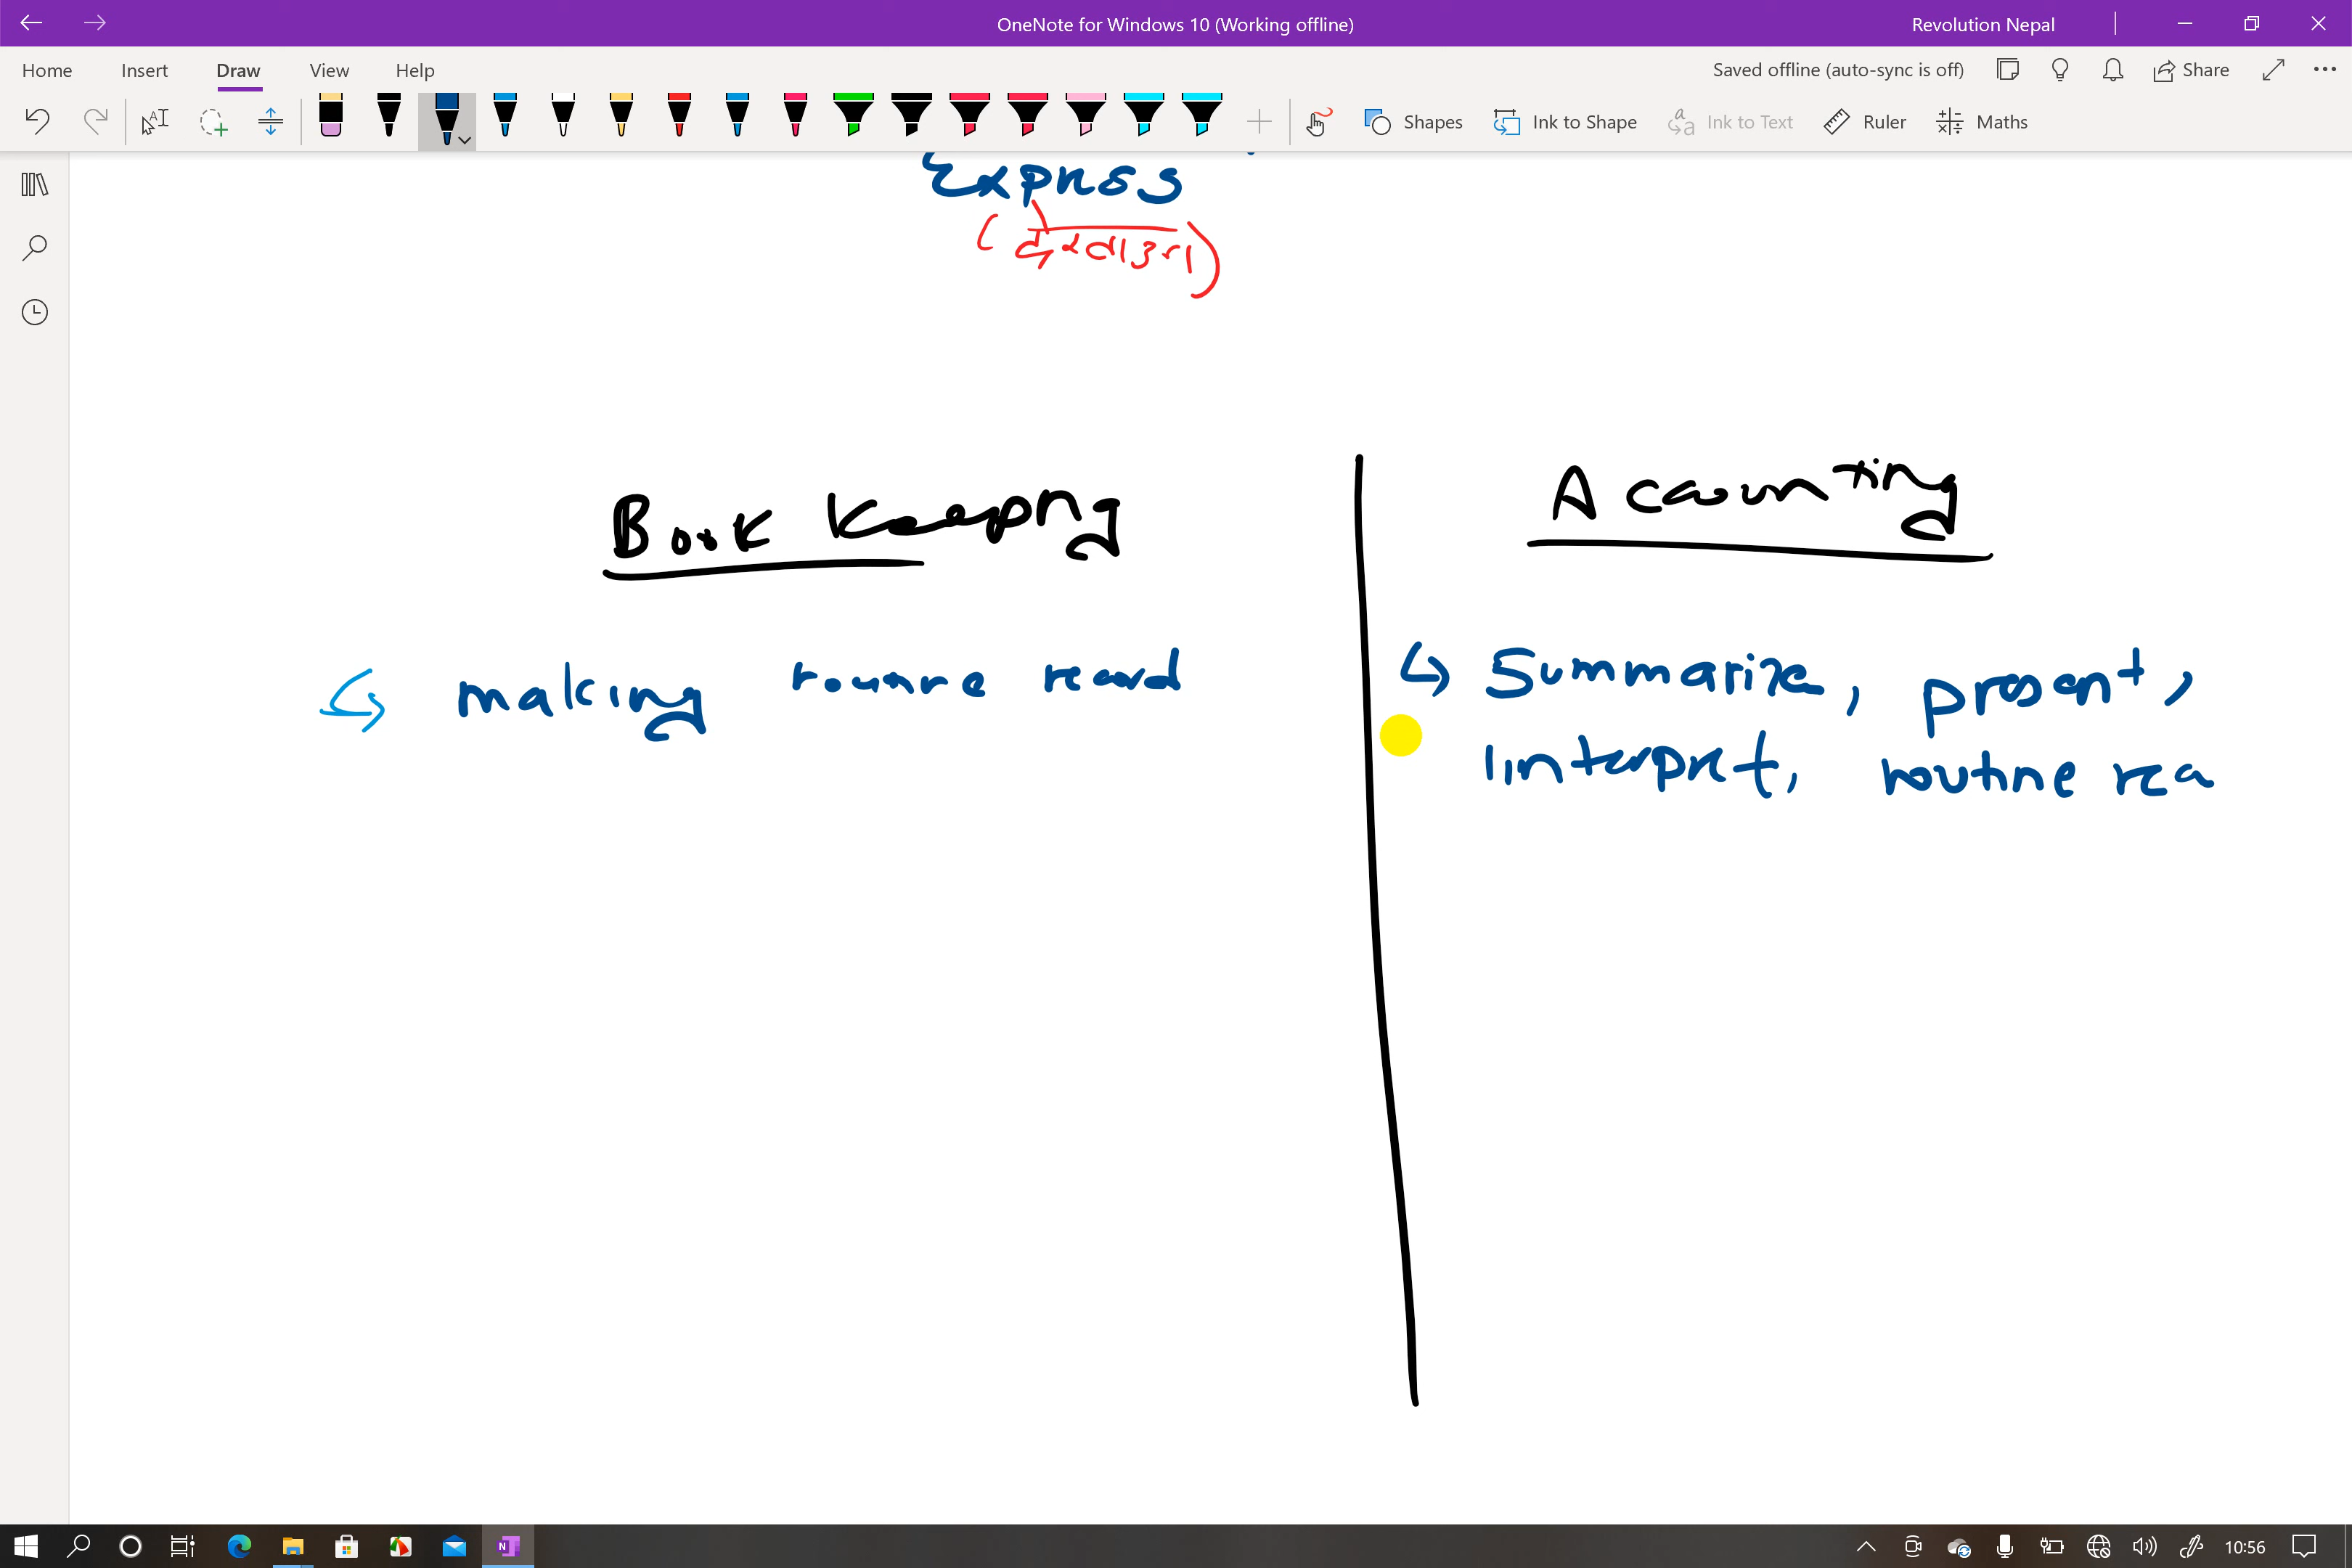 OneNote for Windows 10 (Working offline)
Revolution Nepal
Home Insert Draw View Help
Saved offline (auto-sync is off) Share
Shapes Ink to Shape Ink to Text Ruler Maths
Express
Book Keeping
Accounting
making routine record
Summarize, present,
interpret, routine rec
10:56